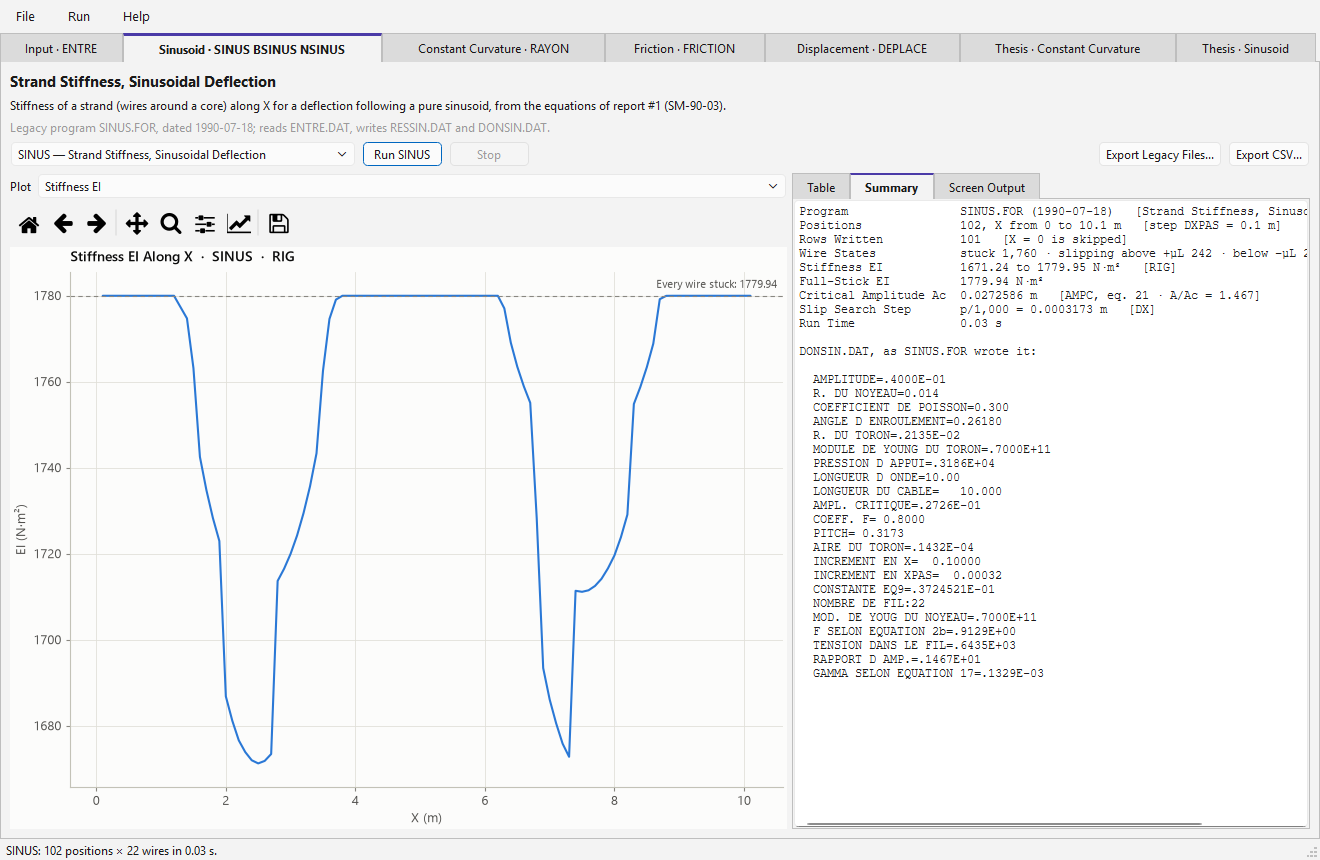 File Run Help
Input · ENTRE
Sinusoid · SINUS BSINUS NSINUS
Constant Curvature · RAYON
Friction · FRICTION
Displacement · DEPLACE
Thesis · Constant Curvature
Thesis · Sinusoid
Strand Stiffness, Sinusoidal Deflection
Stiffness of a strand (wires around a core) along X for a deflection following a pure sinusoid, from the equations of report #1 (SM-90-03).
Legacy program SINUS.FOR, dated 1990-07-18; reads ENTRE.DAT, writes RESSIN.DAT and DONSIN.DAT.
SINUS — Strand Stiffness, Sinusoidal Deflection
Run SINUS
Stop
Export Legacy Files...
Export CSV...
Plot Stiffness EI
Stiffness EI Along X · SINUS · RIG
Every wire stuck: 1779.94
1780
1760
1740
1720
1700
1680
EI (N·m²)
0 2 4 6 8 10
X (m)
Table
Summary
Screen Output
Program SINUS.FOR (1990-07-18) [Strand Stiffness, Sinuso
Positions 102, X from 0 to 10.1 m [step DXPAS = 0.1 m]
Rows Written 101 [X = 0 is skipped]
Wire States stuck 1,760 · slipping above +µL 242 · below -µL 2
Stiffness EI 1671.24 to 1779.95 N·m² [RIG]
Full-Stick EI 1779.94 N·m²
Critical Amplitude Ac 0.0272586 m [AMPC, eq. 21 · A/Ac = 1.467]
Slip Search Step p/1,000 = 0.0003173 m [DX]
Run Time 0.03 s
DONSIN.DAT, as SINUS.FOR wrote it:
AMPLITUDE=.4000E-01
R. DU NOYEAU=0.014
COEFFICIENT DE POISSON=0.300
ANGLE D ENROULEMENT=0.26180
R. DU TORON=.2135E-02
MODULE DE YOUNG DU TORON=.7000E+11
PRESSION D APPUI=.3186E+04
LONGUEUR D ONDE=10.00
LONGUEUR DU CABLE= 10.000
AMPL. CRITIQUE=.2726E-01
COEFF. F= 0.8000
PITCH= 0.3173
AIRE DU TORON=.1432E-04
INCREMENT EN X= 0.10000
INCREMENT EN XPAS= 0.00032
CONSTANTE EQ9=.3724521E-01
NOMBRE DE FIL:22
MOD. DE YOUG DU NOYEAU=.7000E+11
F SELON EQUATION 2b=.9129E+00
TENSION DANS LE FIL=.6435E+03
RAPPORT D AMP.=.1467E+01
GAMMA SELON EQUATION 17=.1329E-03
SINUS: 102 positions × 22 wires in 0.03 s.